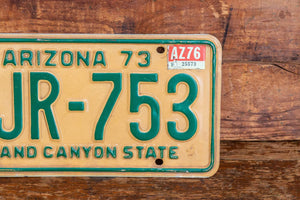 ARIZONA 73
AZ76
JR-753
AND CANYON STATE